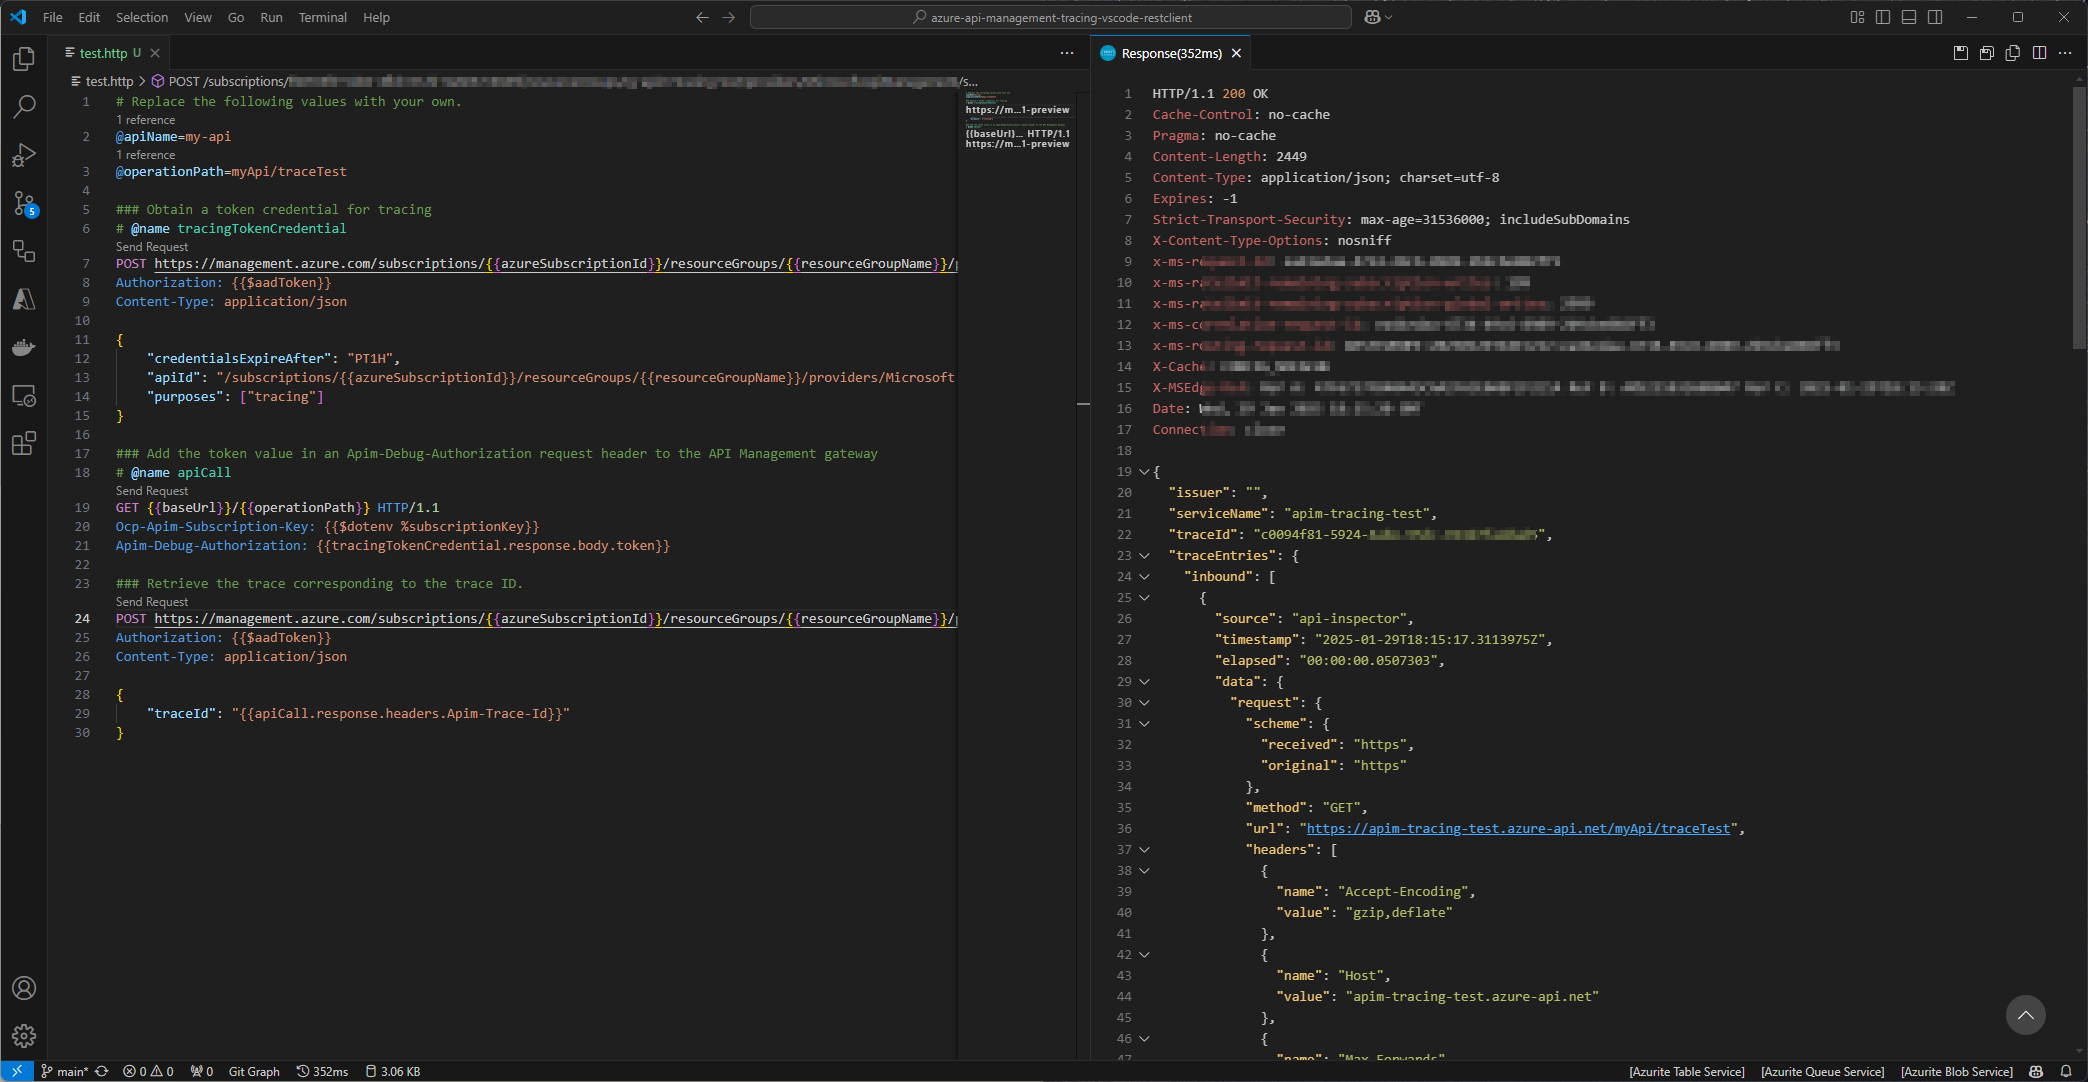 File Edit Selection View Go Run Terminal Help
azure-api-management-tracing-vscode-restclient
test.http U
test.http > POST /subscriptions/ /s...
1 # Replace the following values with your own.
1 reference
2 @apiName=my-api
1 reference
3 @operationPath=myApi/traceTest
4
5 ### Obtain a token credential for tracing
6 # @name tracingTokenCredential
Send Request
7 POST https://management.azure.com/subscriptions/{{azureSubscriptionId}}/resourceGroups/{{resourceGroupName}}/p
8 Authorization: {{$aadToken}}
9 Content-Type: application/json
10
11 {
12 "credentialsExpireAfter": "PT1H",
13 "apiId": "/subscriptions/{{azureSubscriptionId}}/resourceGroups/{{resourceGroupName}}/providers/Microsoft
14 "purposes": ["tracing"]
15 }
16
17 ### Add the token value in an Apim-Debug-Authorization request header to the API Management gateway
18 # @name apiCall
Send Request
19 GET {{baseUrl}}/{{operationPath}} HTTP/1.1
20 Ocp-Apim-Subscription-Key: {{$dotenv %subscriptionKey}}
21 Apim-Debug-Authorization: {{tracingTokenCredential.response.body.token}}
22
23 ### Retrieve the trace corresponding to the trace ID.
Send Request
24 POST https://management.azure.com/subscriptions/{{azureSubscriptionId}}/resourceGroups/{{resourceGroupName}}/p
25 Authorization: {{$aadToken}}
26 Content-Type: application/json
27
28 {
29 "traceId": "{{apiCall.response.headers.Apim-Trace-Id}}"
30 }
https://m...1-preview
{{baseUrl}... HTTP/1.1
https://m...1-preview
5
Response(352ms)
1 HTTP/1.1 200 OK
2 Cache-Control: no-cache
3 Pragma: no-cache
4 Content-Length: 2449
5 Content-Type: application/json; charset=utf-8
6 Expires: -1
7 Strict-Transport-Security: max-age=31536000; includeSubDomains
8 X-Content-Type-Options: nosniff
9 x-ms-r
10 x-ms-r
11 x-ms-r
12 x-ms-c
13 x-ms-r
14 X-Cache
15 X-MSEdg
16 Date:
17 Connect
18
19 {
20 "issuer": "",
21 "serviceName": "apim-tracing-test",
22 "traceId": "c0094f81-5924- ",
23 "traceEntries": {
24 "inbound": [
25 {
26 "source": "api-inspector",
27 "timestamp": "2025-01-29T18:15:17.3113975Z",
28 "elapsed": "00:00:00.0507303",
29 "data": {
30 "request": {
31 "scheme": {
32 "received": "https",
33 "original": "https"
34 },
35 "method": "GET",
36 "url": "https://apim-tracing-test.azure-api.net/myApi/traceTest",
37 "headers": [
38 {
39 "name": "Accept-Encoding",
40 "value": "gzip,deflate"
41 },
42 {
43 "name": "Host",
44 "value": "apim-tracing-test.azure-api.net"
45 },
46 {
47 "name": "Max-Forwards"
main* 0 0 0 Git Graph 352ms 3.06 KB
[Azurite Table Service] [Azurite Queue Service] [Azurite Blob Service]